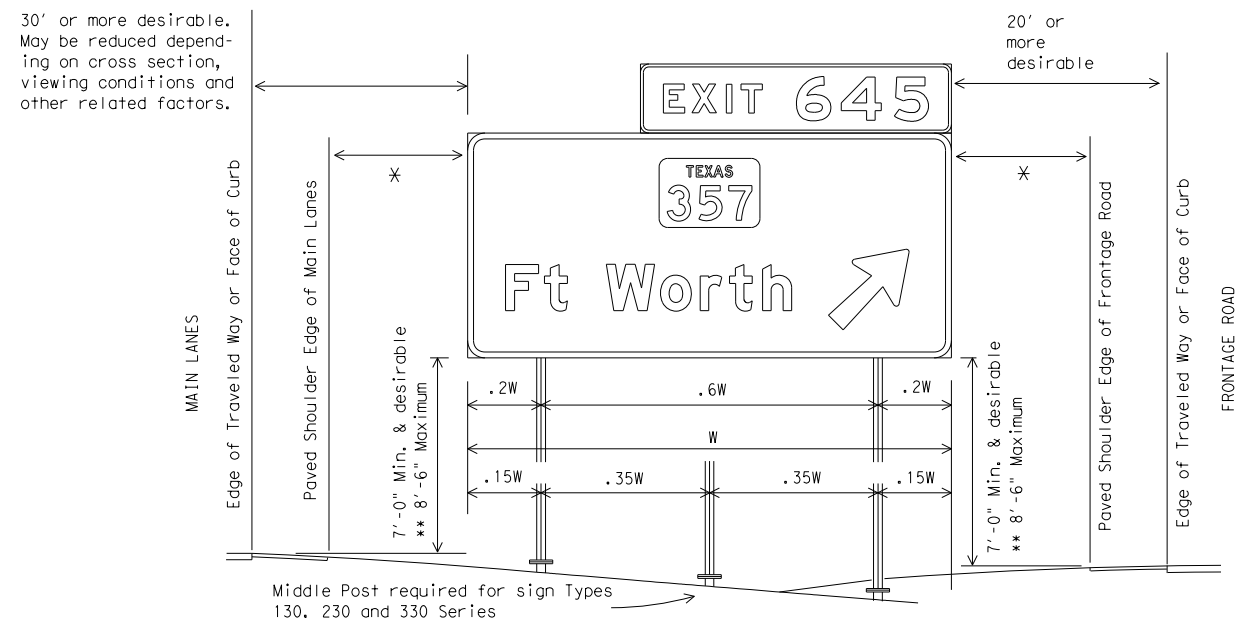 30' or more desirable.
May be reduced depend-
ing on cross section,
viewing conditions and
other related factors.
20' or
more
desirable
EXIT 645
TEXAS
357
Ft Worth
*
*
MAIN LANES
Edge of Traveled Way or Face of Curb
Paved Shoulder Edge of Main Lanes
7'-0" Min. & desirable
** 8'-6" Maximum
.2W
.6W
.2W
W
.15W
.35W
.35W
.15W
7'-0" Min. & desirable
** 8'-6" Maximum
Paved Shoulder Edge of Frontage Road
Edge of Traveled Way or Face of Curb
FRONTAGE ROAD
Middle Post required for sign Types
130, 230 and 330 Series